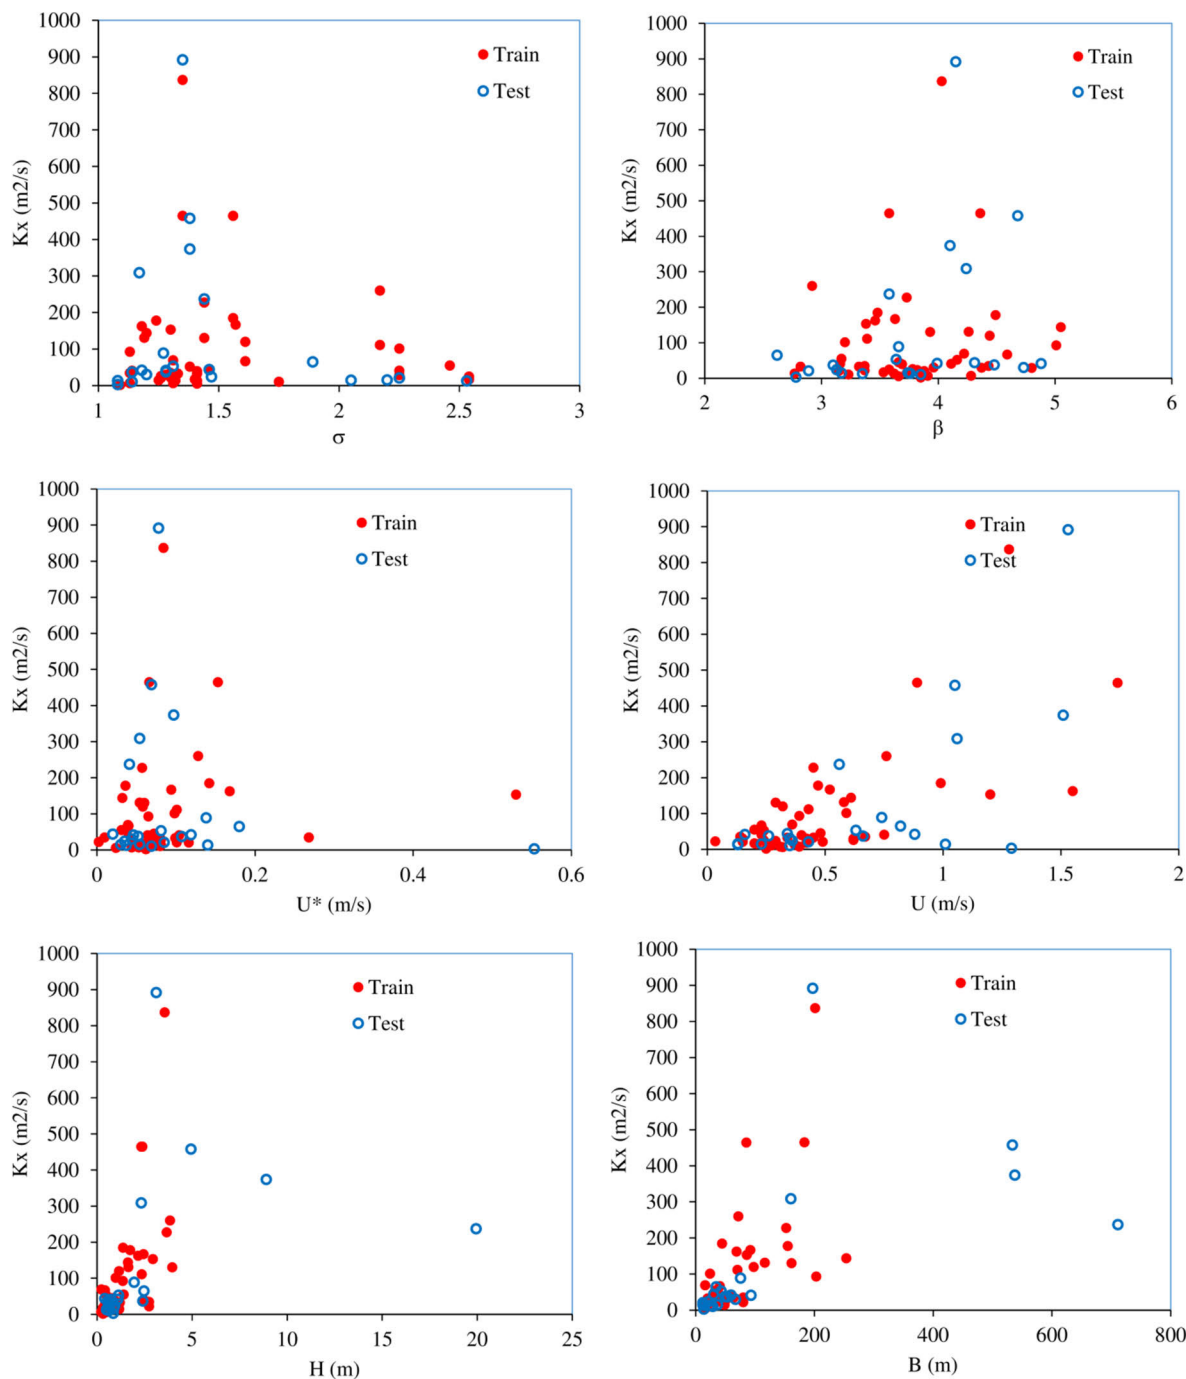 1000
900
800
700
600
500
400
300
200
100
0
Kx (m2/s)
Train
Test
1 1.5 2 2.5 3
σ
1000
900
800
700
600
500
400
300
200
100
0
Kx (m2/s)
Train
Test
2 3 4 5 6
β
1000
900
800
700
600
500
400
300
200
100
0
Kx (m2/s)
Train
Test
0 0.2 0.4 0.6
U* (m/s)
1000
900
800
700
600
500
400
300
200
100
0
Kx (m2/s)
Train
Test
0 0.5 1 1.5 2
U (m/s)
1000
900
800
700
600
500
400
300
200
100
0
Kx (m2/s)
Train
Test
0 5 10 15 20 25
H (m)
1000
900
800
700
600
500
400
300
200
100
0
Kx (m2/s)
Train
Test
0 200 400 600 800
B (m)